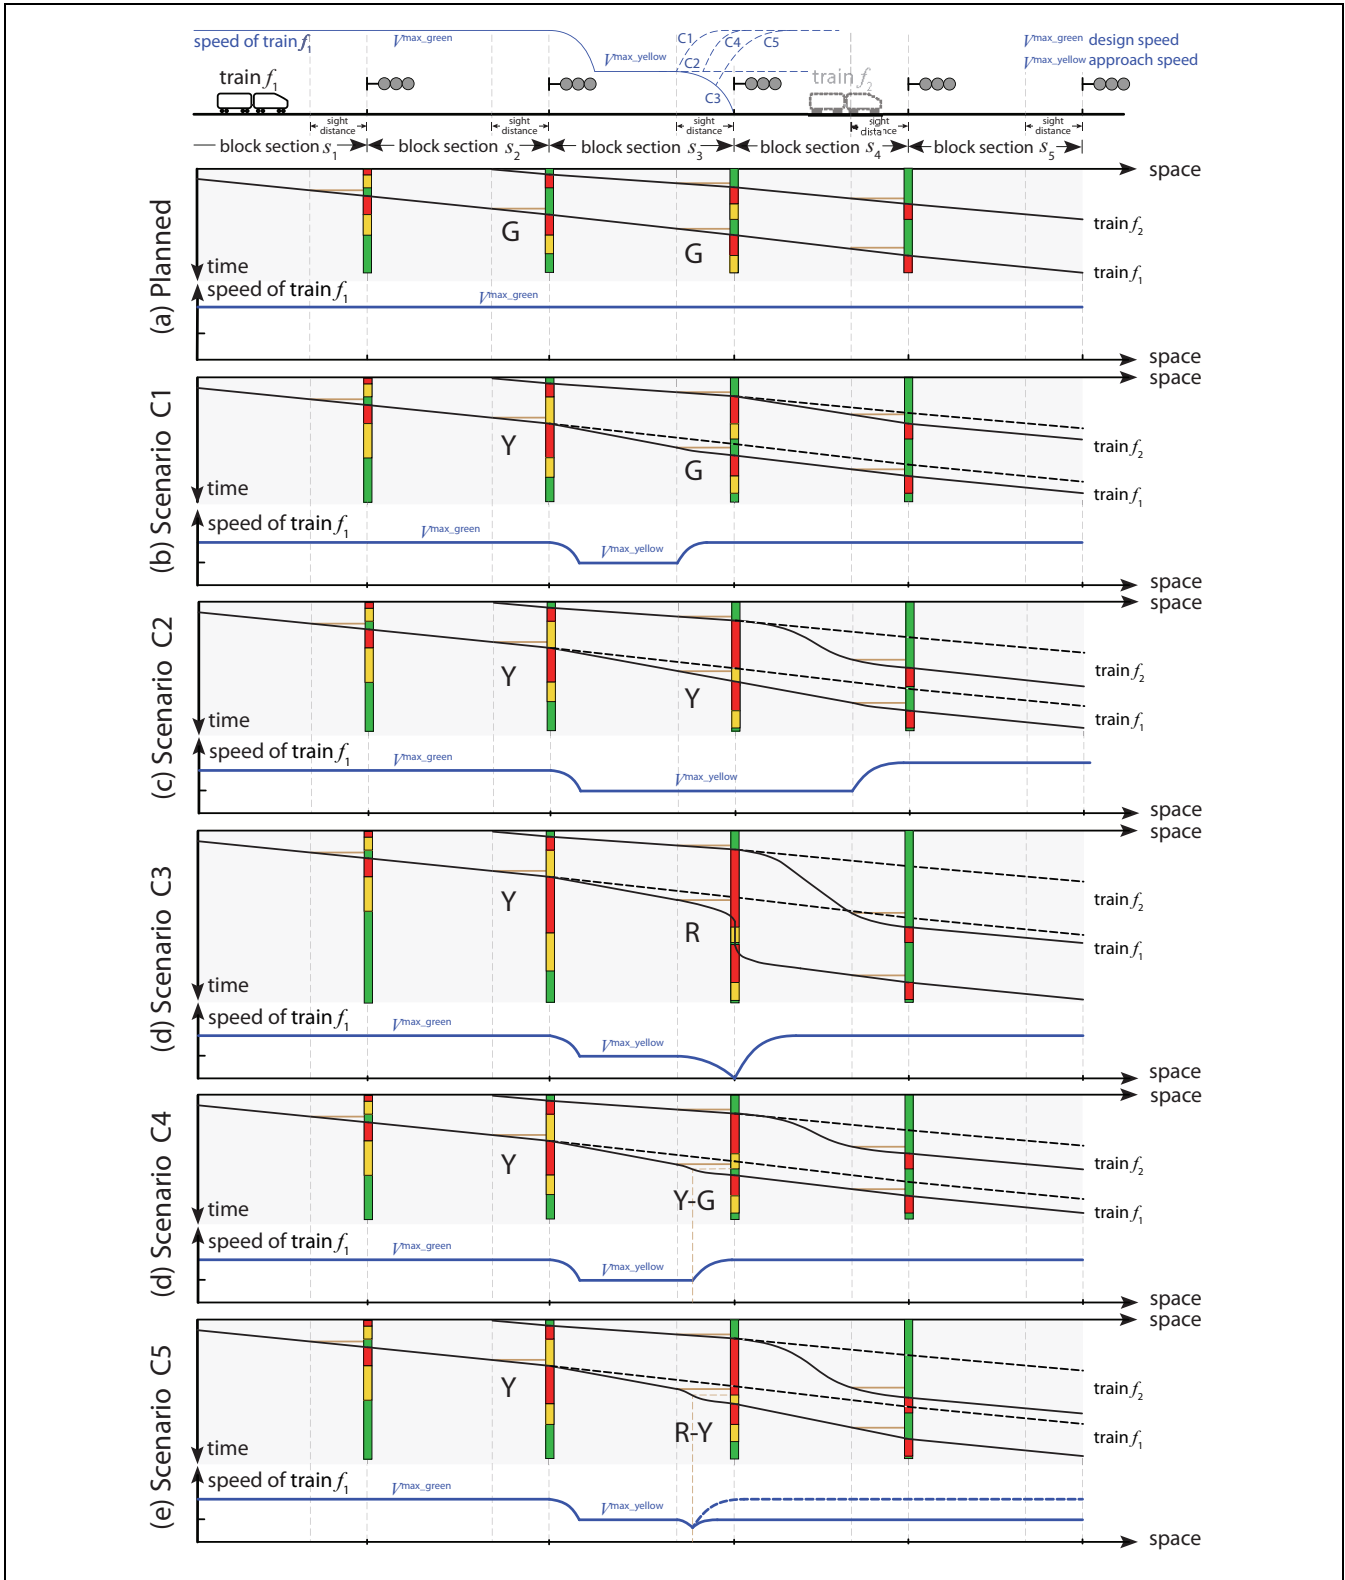 speed of train f1
Vmax_green
Vmax_yellow
C1
C2
C3
C4
C5
Vmax_green design speed
Vmax_yellow approach speed
train f1
train f2
sight distance
sight distance
sight distance
sight distance
sight distance
block section s1
block section s2
block section s3
block section s4
block section s5
(a) Planned
space
G
G
train f2
train f1
time
speed of train f1
Vmax_green
space
(b) Scenario C1
space
Y
G
train f2
train f1
time
speed of train f1
Vmax_green
Vmax_yellow
space
(c) Scenario C2
space
Y
Y
train f2
train f1
time
speed of train f1
Vmax_green
Vmax_yellow
space
(d) Scenario C3
space
Y
R
train f2
train f1
time
speed of train f1
Vmax_green
Vmax_yellow
space
(d) Scenario C4
space
Y
Y-G
train f2
train f1
time
speed of train f1
Vmax_green
Vmax_yellow
space
(e) Scenario C5
space
Y
R-Y
train f2
train f1
time
speed of train f1
Vmax_green
Vmax_yellow
space